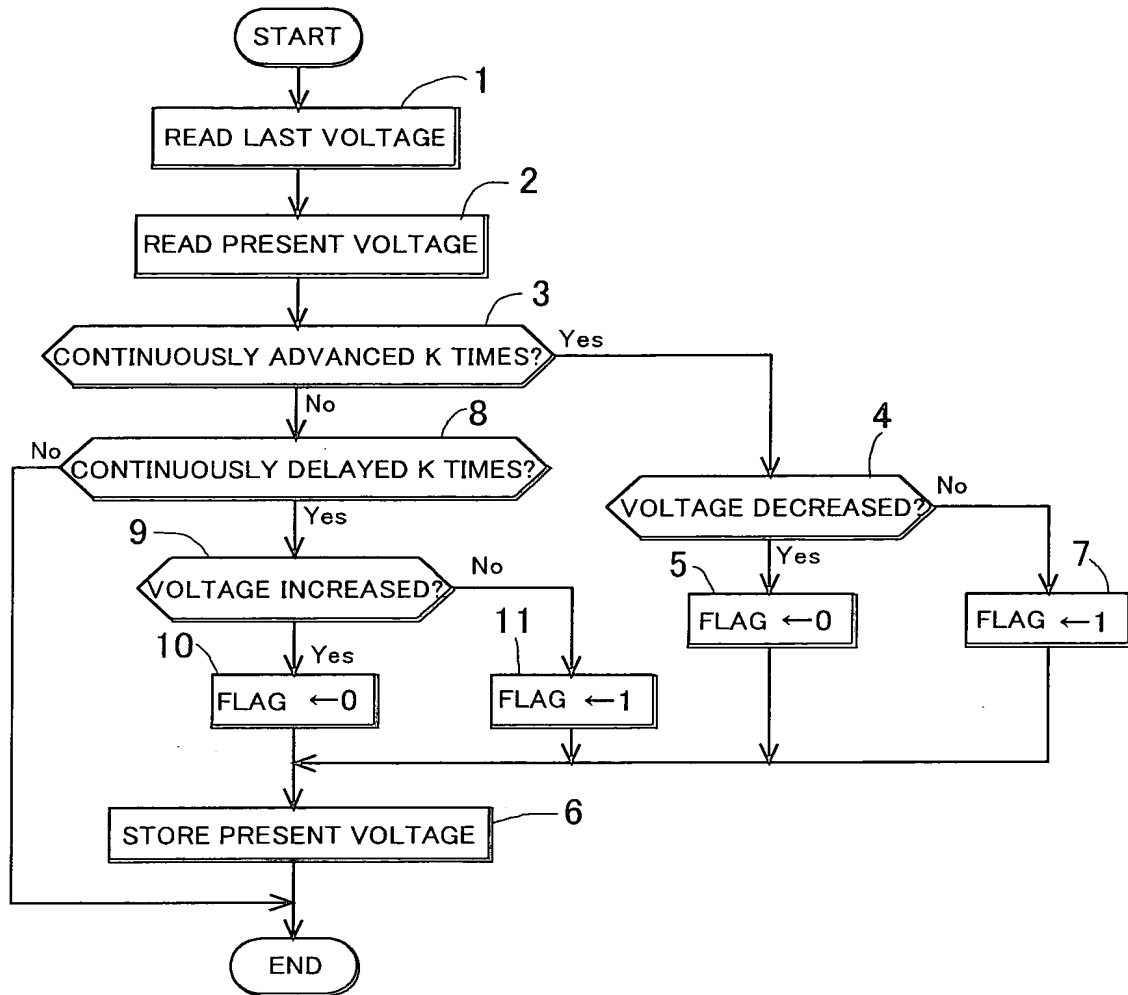 START
1
READ LAST VOLTAGE
2
READ PRESENT VOLTAGE
3
CONTINUOUSLY ADVANCED K TIMES?
Yes
No
8
No
CONTINUOUSLY DELAYED K TIMES?
4
VOLTAGE DECREASED?
No
Yes
Yes
9
VOLTAGE INCREASED?
No
5
FLAG ←0
7
FLAG ←1
Yes
10
FLAG ←0
11
FLAG ←1
STORE PRESENT VOLTAGE
6
END